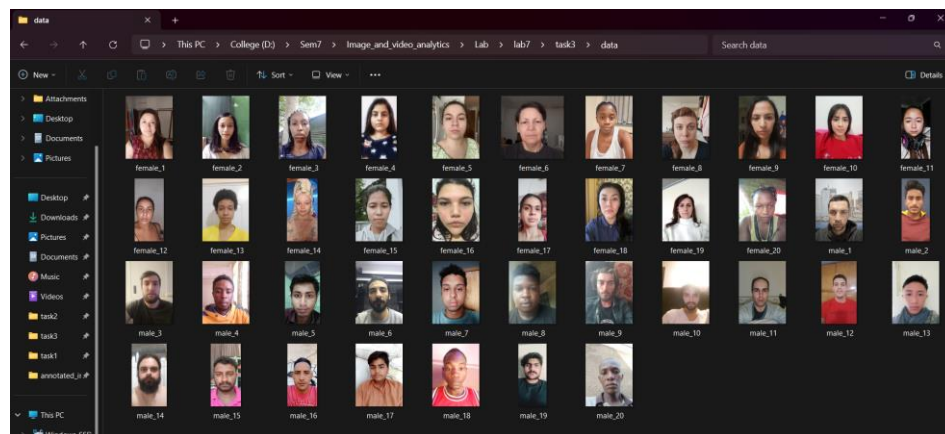 data
This PC > College (D:) > Sem7 > Image_and_video_analytics > Lab > lab7 > task3 > data
Search data
New
Sort
View
Details
Attachments
Desktop
Documents
Pictures
Desktop
Downloads
Pictures
Documents
Music
Videos
task2
task3
task1
annotated_ir
This PC
female_1 female_2 female_3 female_4 female_5 female_6 female_7 female_8 female_9 female_10 female_11
female_12 female_13 female_14 female_15 female_16 female_17 female_18 female_19 female_20 male_1 male_2
male_3 male_4 male_5 male_6 male_7 male_8 male_9 male_10 male_11 male_12 male_13
male_14 male_15 male_16 male_17 male_18 male_19 male_20